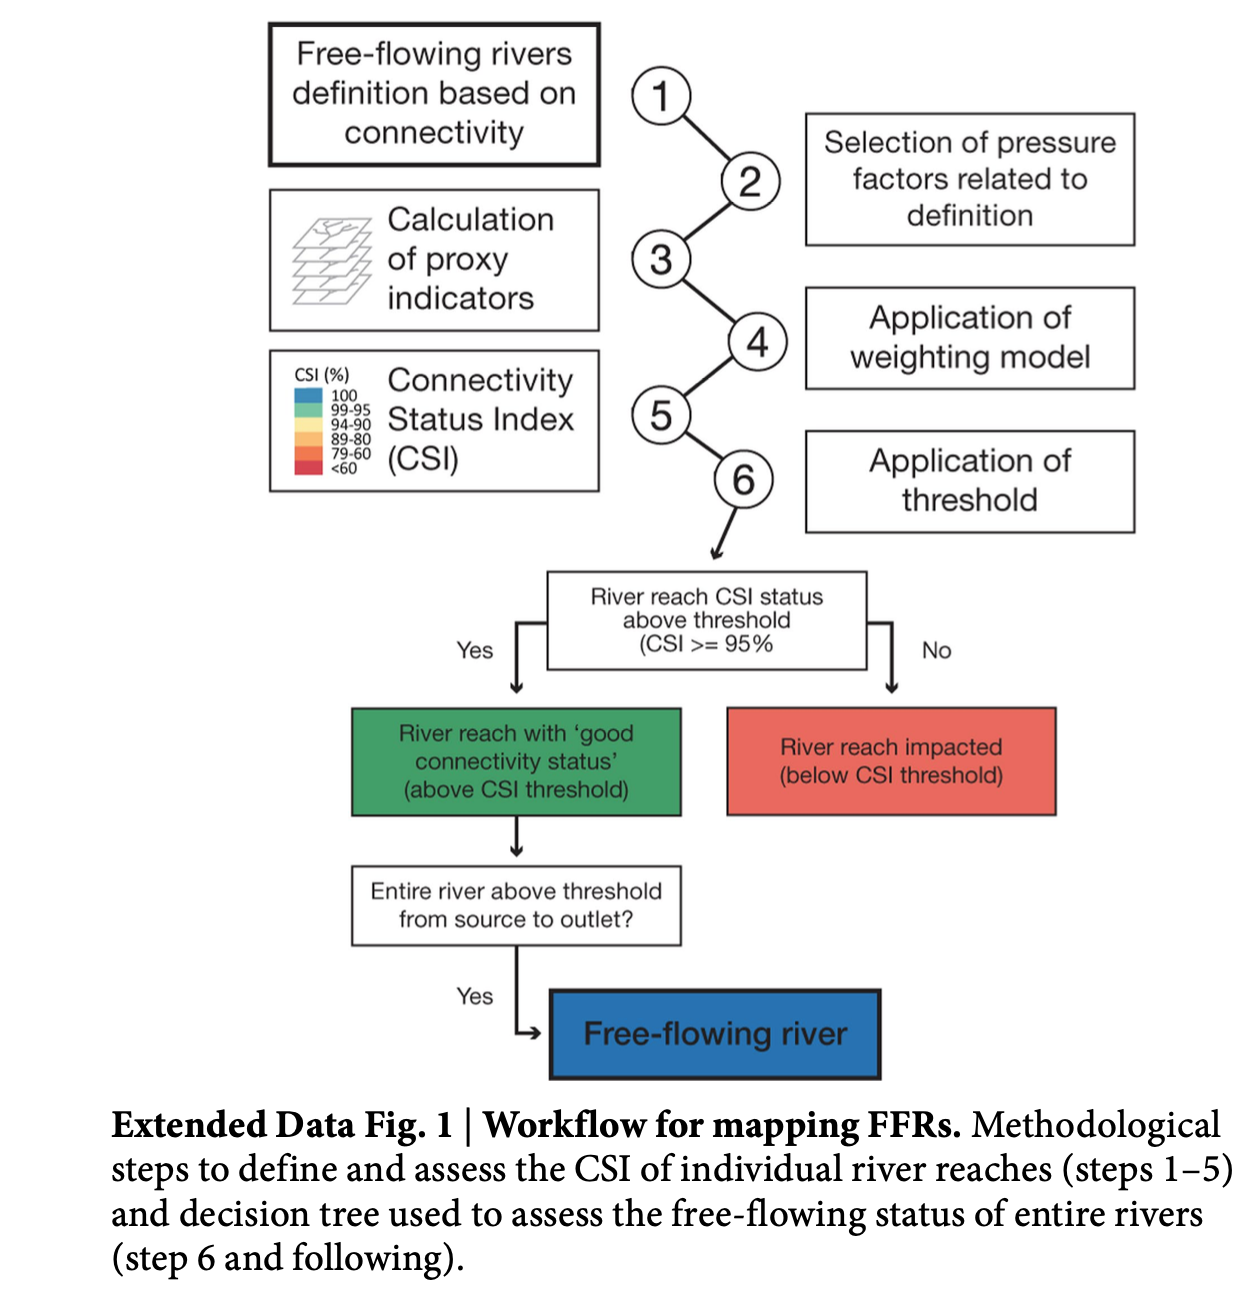 Free-flowing rivers
definition based on
connectivity
1
2
Selection of pressure
factors related to
definition
Calculation
of proxy
indicators
3
4
Application of
weighting model
CSI (%)
100
99-95
94-90
89-80
79-60
<60
Connectivity
Status Index
(CSI)
5
6
Application of
threshold
River reach CSI status
above threshold
(CSI >= 95%
Yes
No
River reach with ‘good
connectivity status’
(above CSI threshold)
River reach impacted
(below CSI threshold)
Entire river above threshold
from source to outlet?
Yes
Free-flowing river
Extended Data Fig. 1 | Workflow for mapping FFRs. Methodological
steps to define and assess the CSI of individual river reaches (steps 1–5)
and decision tree used to assess the free-flowing status of entire rivers
(step 6 and following).